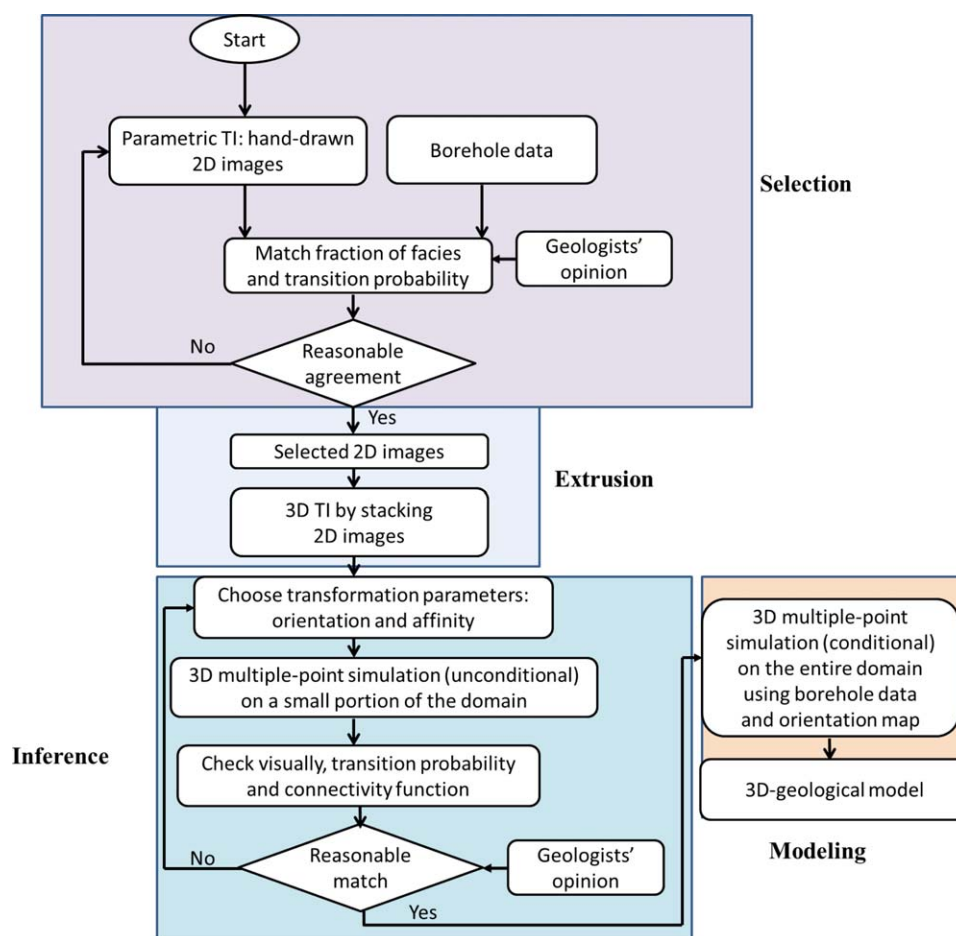 Start
Parametric TI: hand-drawn
2D images
Borehole data
Selection
Match fraction of facies
and transition probability
Geologists'
opinion
No
Reasonable
agreement
Yes
Selected 2D images
Extrusion
3D TI by stacking
2D images
Choose transformation parameters:
orientation and affinity
3D multiple-point simulation (unconditional)
on a small portion of the domain
Inference
Check visually, transition probability
and connectivity function
No
Reasonable
match
Geologists'
opinion
Yes
3D multiple-point
simulation (conditional)
on the entire domain
using borehole data
and orientation map
3D-geological model
Modeling